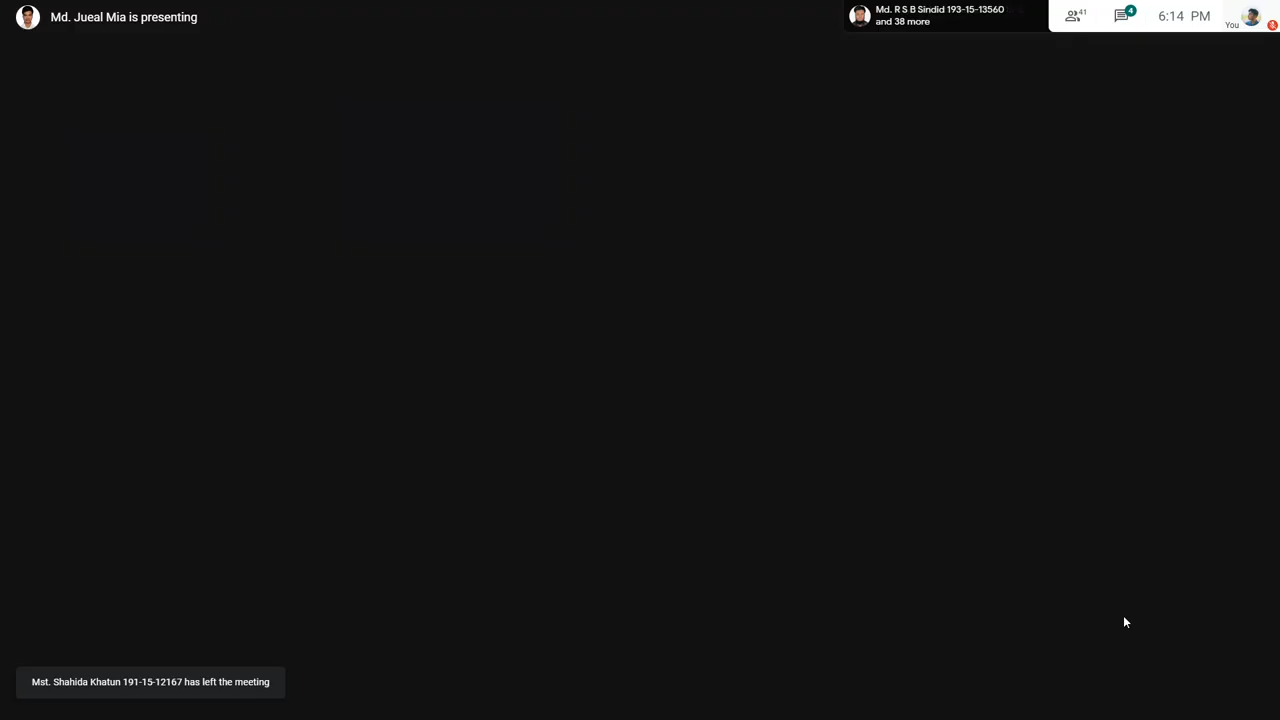 Md. Jueal Mia is presenting
Md. R S B Sindid 193-15-13560
and 38 more
41
4
6:14 PM
You
Mst. Shahida Khatun 191-15-12167 has left the meeting